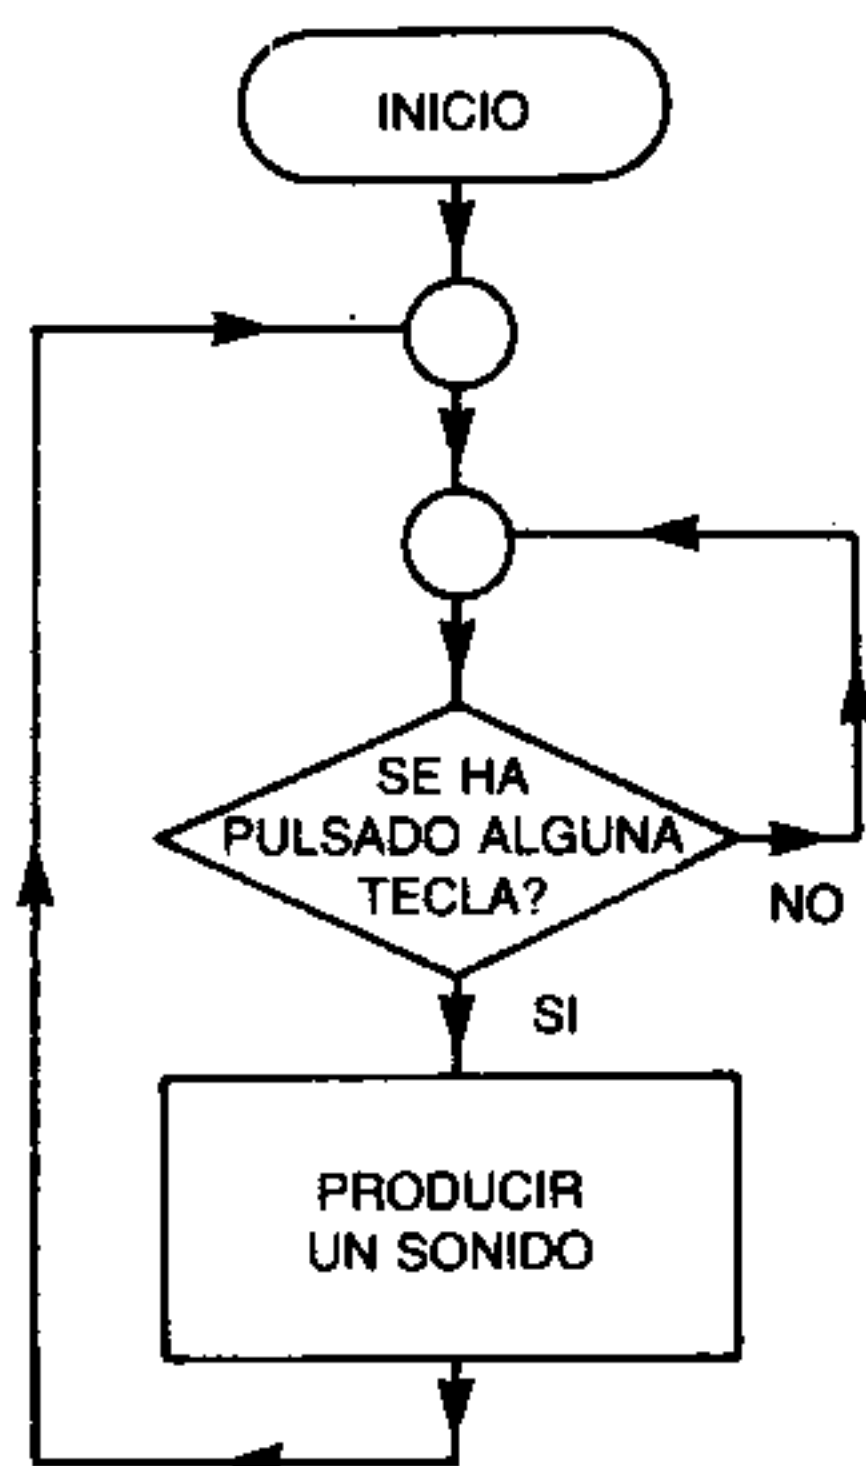 INICIO
SE HA
PULSADO ALGUNA
TECLA?
NO
SI
PRODUCIR
UN SONIDO